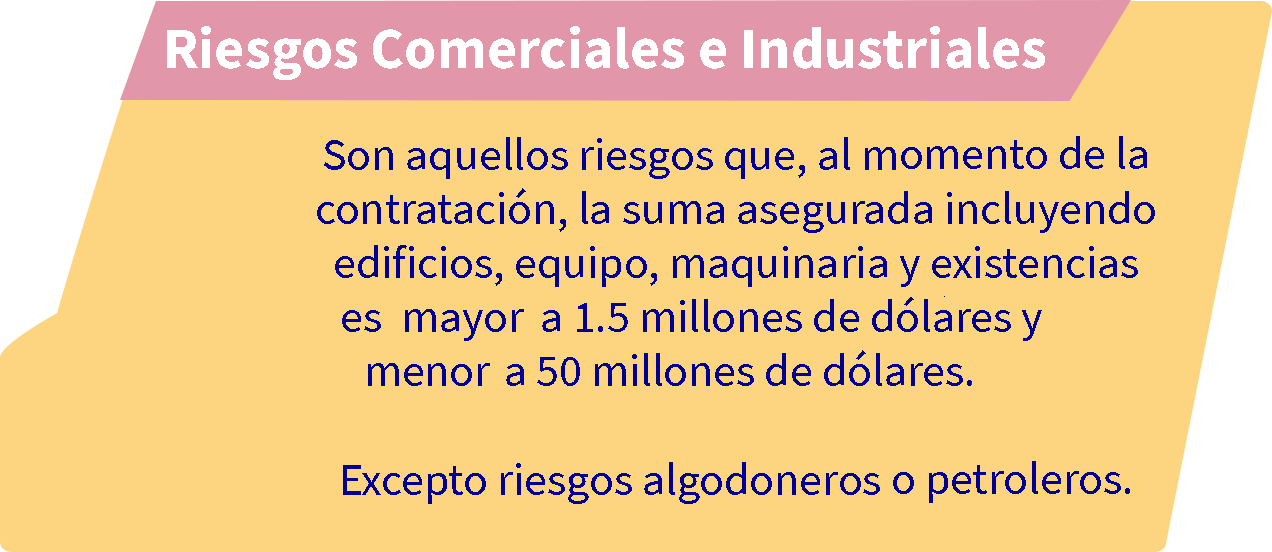 Riesgos Comerciales e Industriales
Son aquellos riesgos que, al momento de la
contratación, la suma asegurada incluyendo
edificios, equipo, maquinaria y existencias
es mayor a 1.5 millones de dólares y
menor a 50 millones de dólares.
Excepto riesgos algodoneros o petroleros.